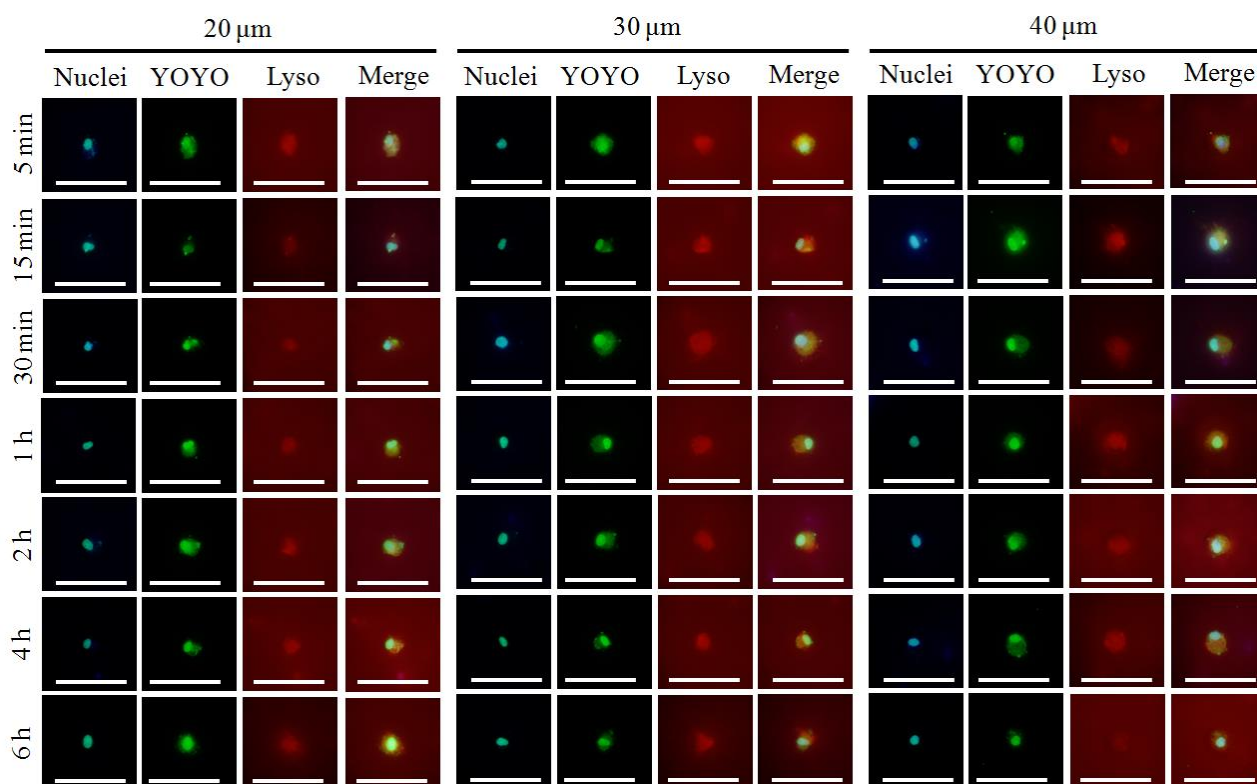 20 μm 30 μm 40 μm
Nuclei YOYO Lyso Merge Nuclei YOYO Lyso Merge Nuclei YOYO Lyso Merge
5 min
15 min
30 min
1 h
2 h
4 h
6 h